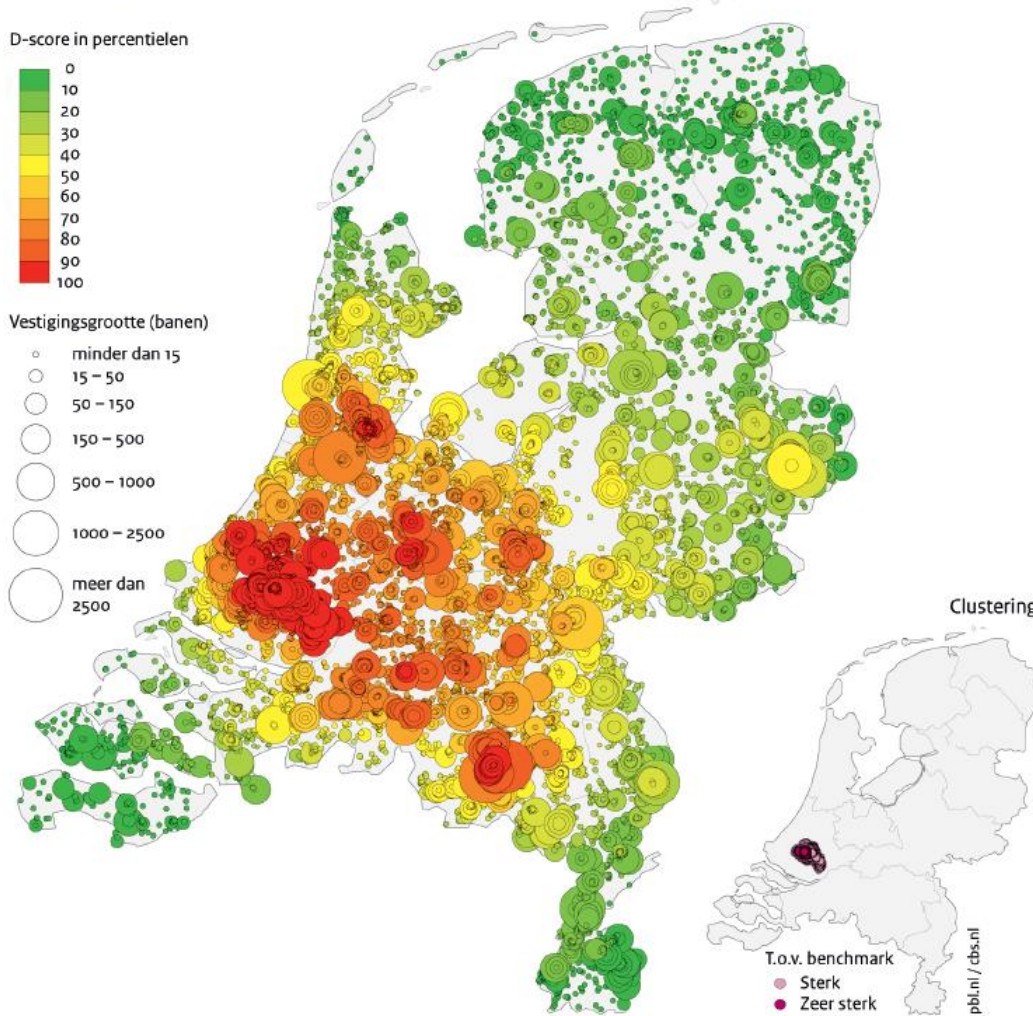 D-score in percentielen
0
10
20
30
40
50
60
70
80
90
100
Vestigingsgrootte (banen)
minder dan 15
15 – 50
50 – 150
150 – 500
500 – 1000
1000 – 2500
meer dan
2500
Clustering
T.o.v. benchmark
Sterk
Zeer sterk
pbl.nl / cbs.nl